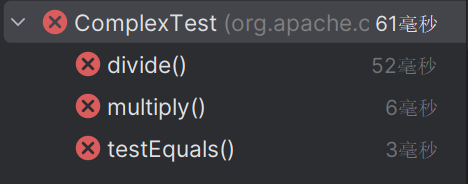 ComplexTest (org.apache.c 61毫秒
divide() 52毫秒
multiply() 6毫秒
testEquals() 3毫秒